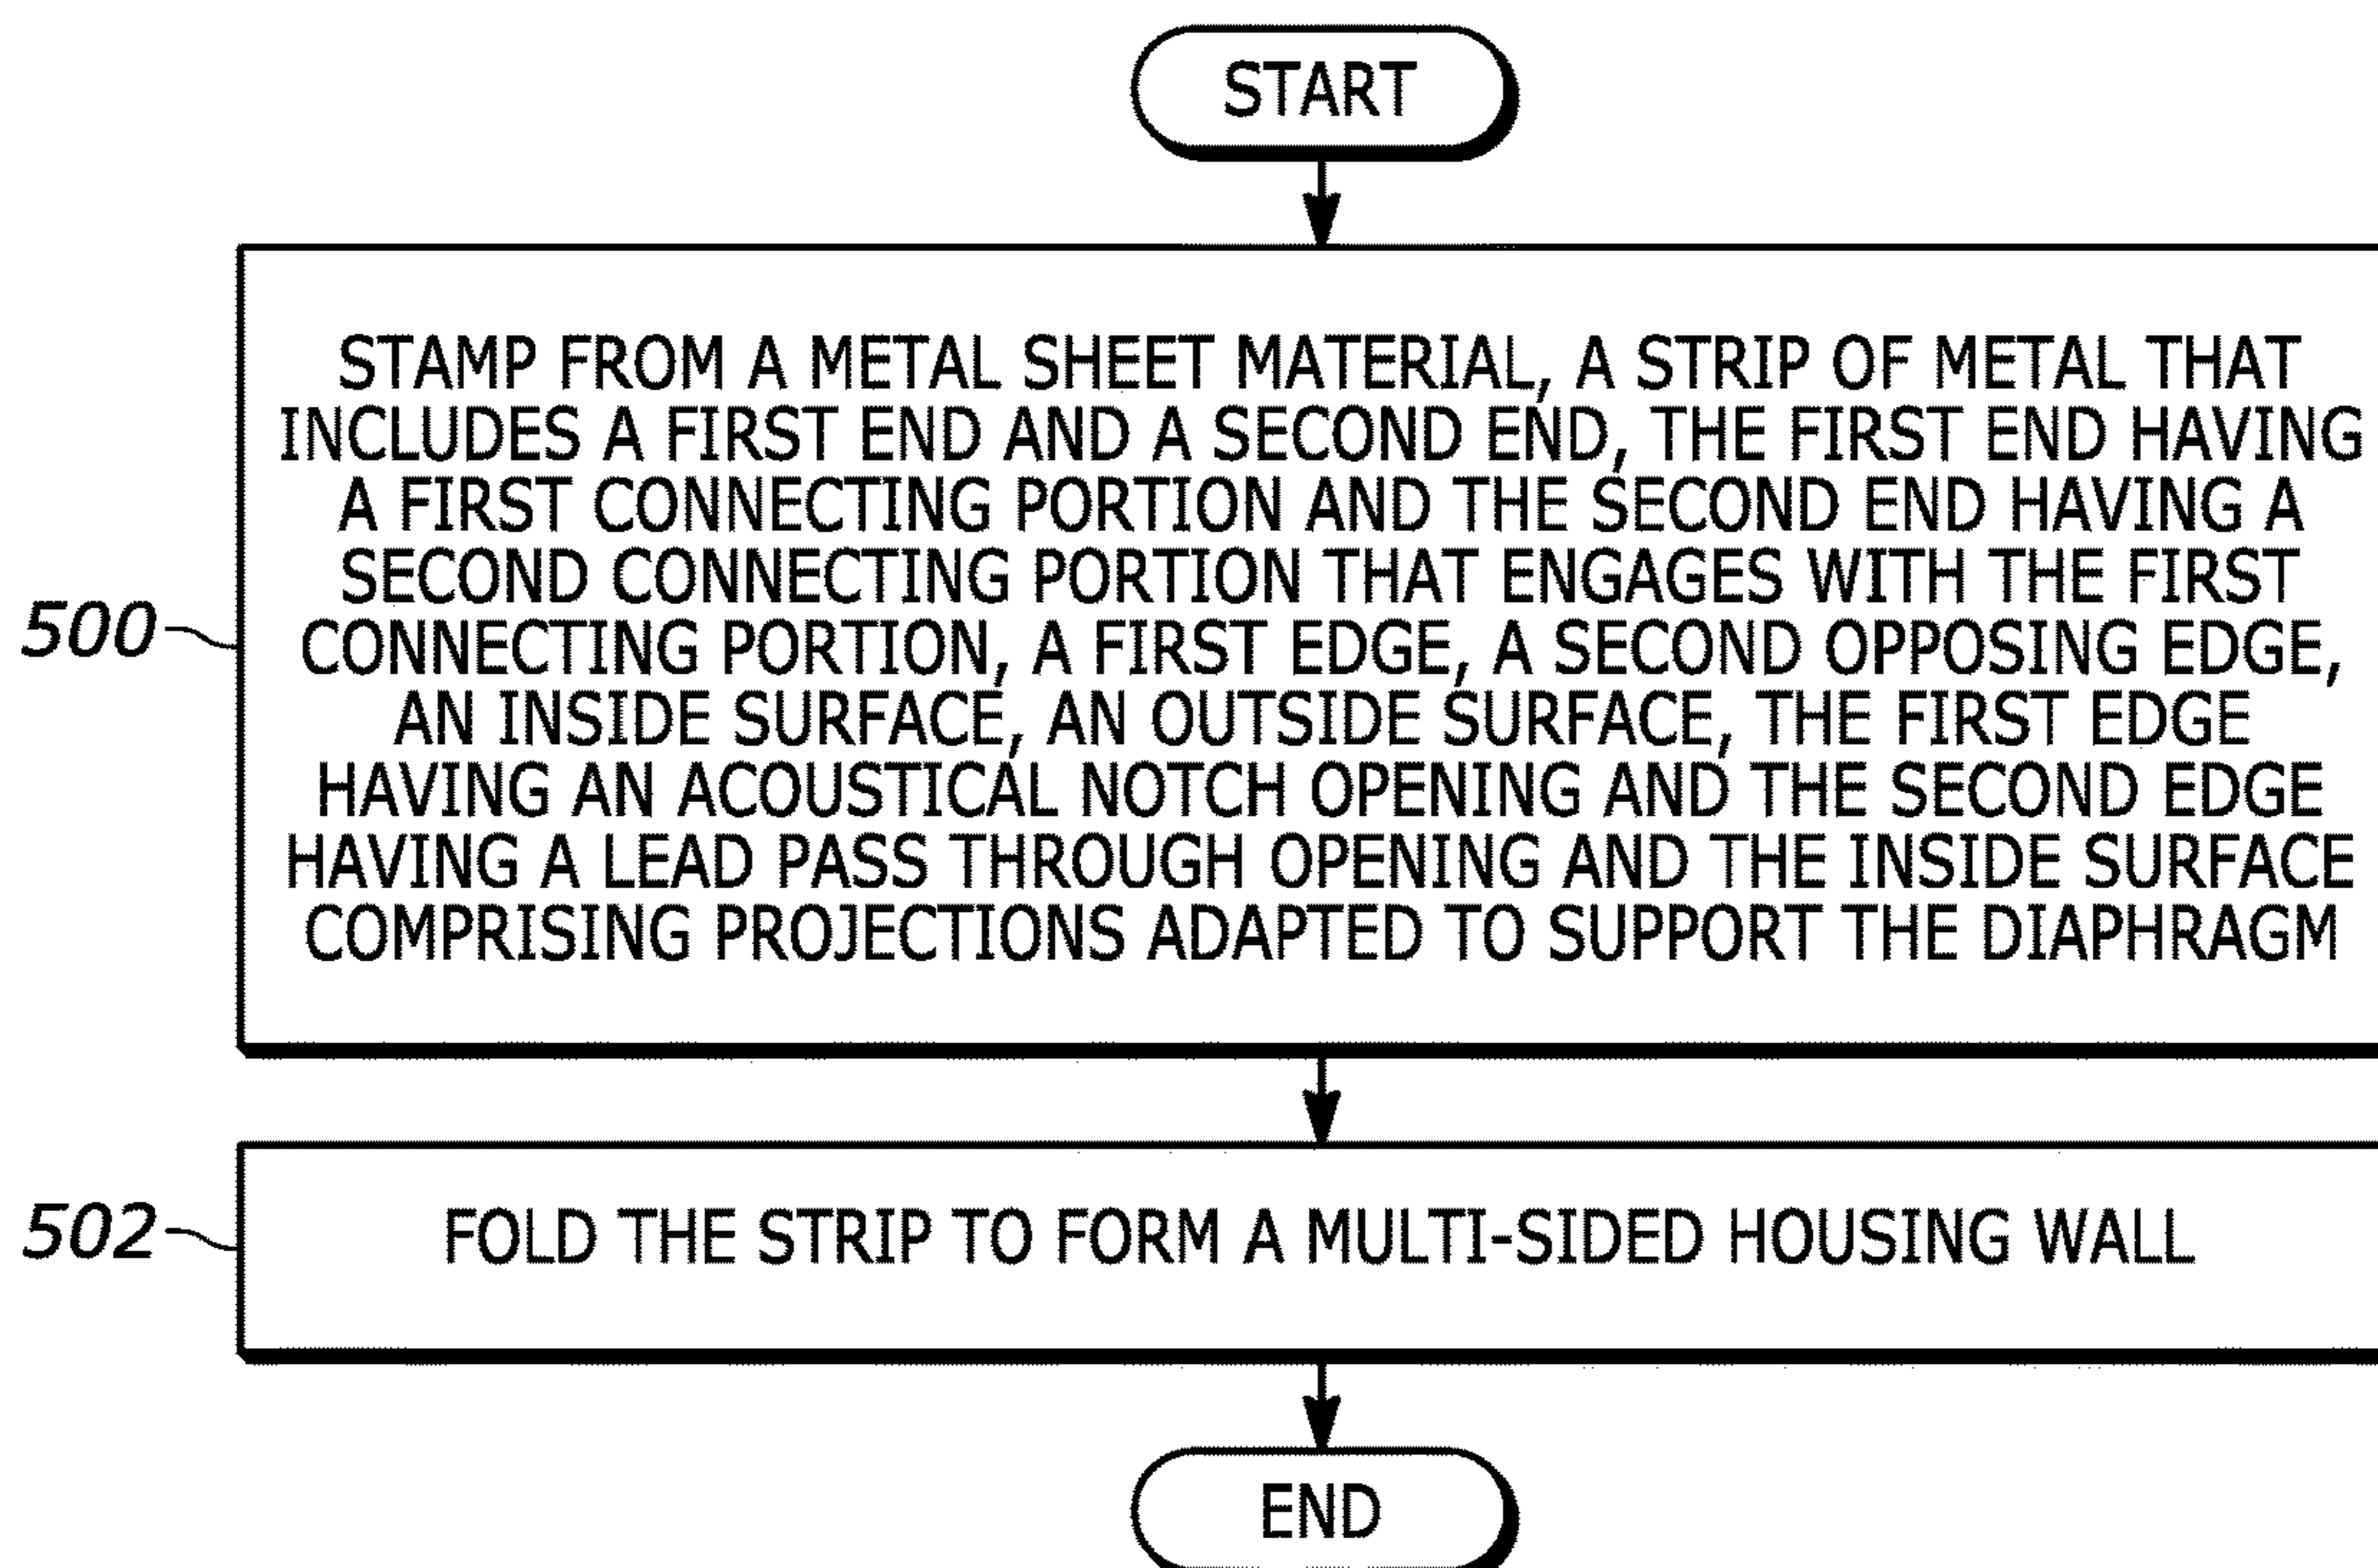 START
STAMP FROM A METAL SHEET MATERIAL, A STRIP OF METAL THAT
INCLUDES A FIRST END AND A SECOND END, THE FIRST END HAVING
A FIRST CONNECTING PORTION AND THE SECOND END HAVING A
SECOND CONNECTING PORTION THAT ENGAGES WITH THE FIRST
500
CONNECTING PORTION, A FIRST EDGE, A SECOND OPPOSING EDGE,
AN INSIDE SURFACE, AN OUTSIDE SURFACE, THE FIRST EDGE
HAVING AN ACOUSTICAL NOTCH OPENING AND THE SECOND EDGE
HAVING A LEAD PASS THROUGH OPENING AND THE INSIDE SURFACE
COMPRISING PROJECTIONS ADAPTED TO SUPPORT THE DIAPHRAGM
502
FOLD THE STRIP TO FORM A MULTI-SIDED HOUSING WALL
END